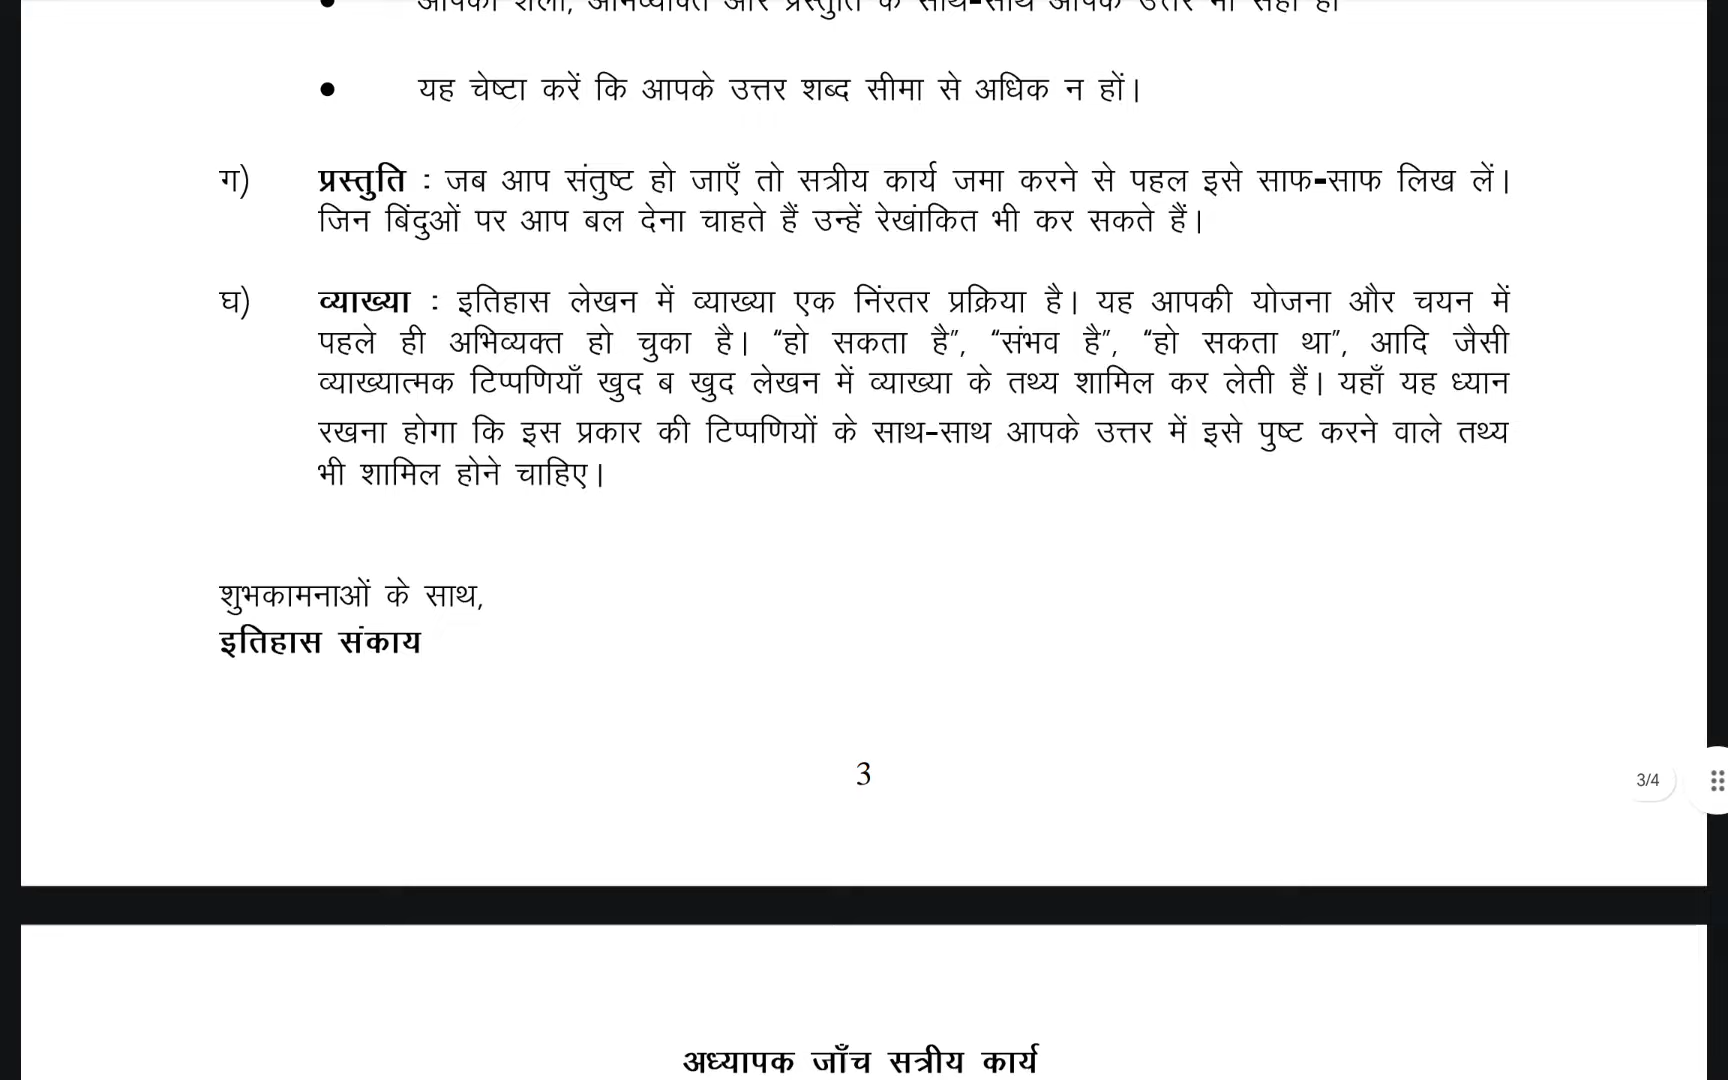 यह चेष्टा करें कि आपके उत्तर शब्द सीमा से अधिक न हों।
ग) प्रस्तुति : जब आप संतुष्ट हो जाएँ तो सत्रीय कार्य जमा करने से पहल इसे साफ-साफ लिख लें।
जिन बिंदुओं पर आप बल देना चाहते हैं उन्हें रेखांकित भी कर सकते हैं।
घ) व्याख्या : इतिहास लेखन में व्याख्या एक निंरतर प्रक्रिया है। यह आपकी योजना और चयन में
पहले ही अभिव्यक्त हो चुका है। “हो सकता है”, “संभव है”, “हो सकता था”, आदि जैसी
व्याख्यात्मक टिप्पणियाँ खुद ब खुद लेखन में व्याख्या के तथ्य शामिल कर लेती हैं। यहाँ यह ध्यान
रखना होगा कि इस प्रकार की टिप्पणियों के साथ-साथ आपके उत्तर में इसे पुष्ट करने वाले तथ्य
भी शामिल होने चाहिए।
शुभकामनाओं के साथ,
इतिहास संकाय
3
3/4
अध्यापक जाँच सत्रीय कार्य